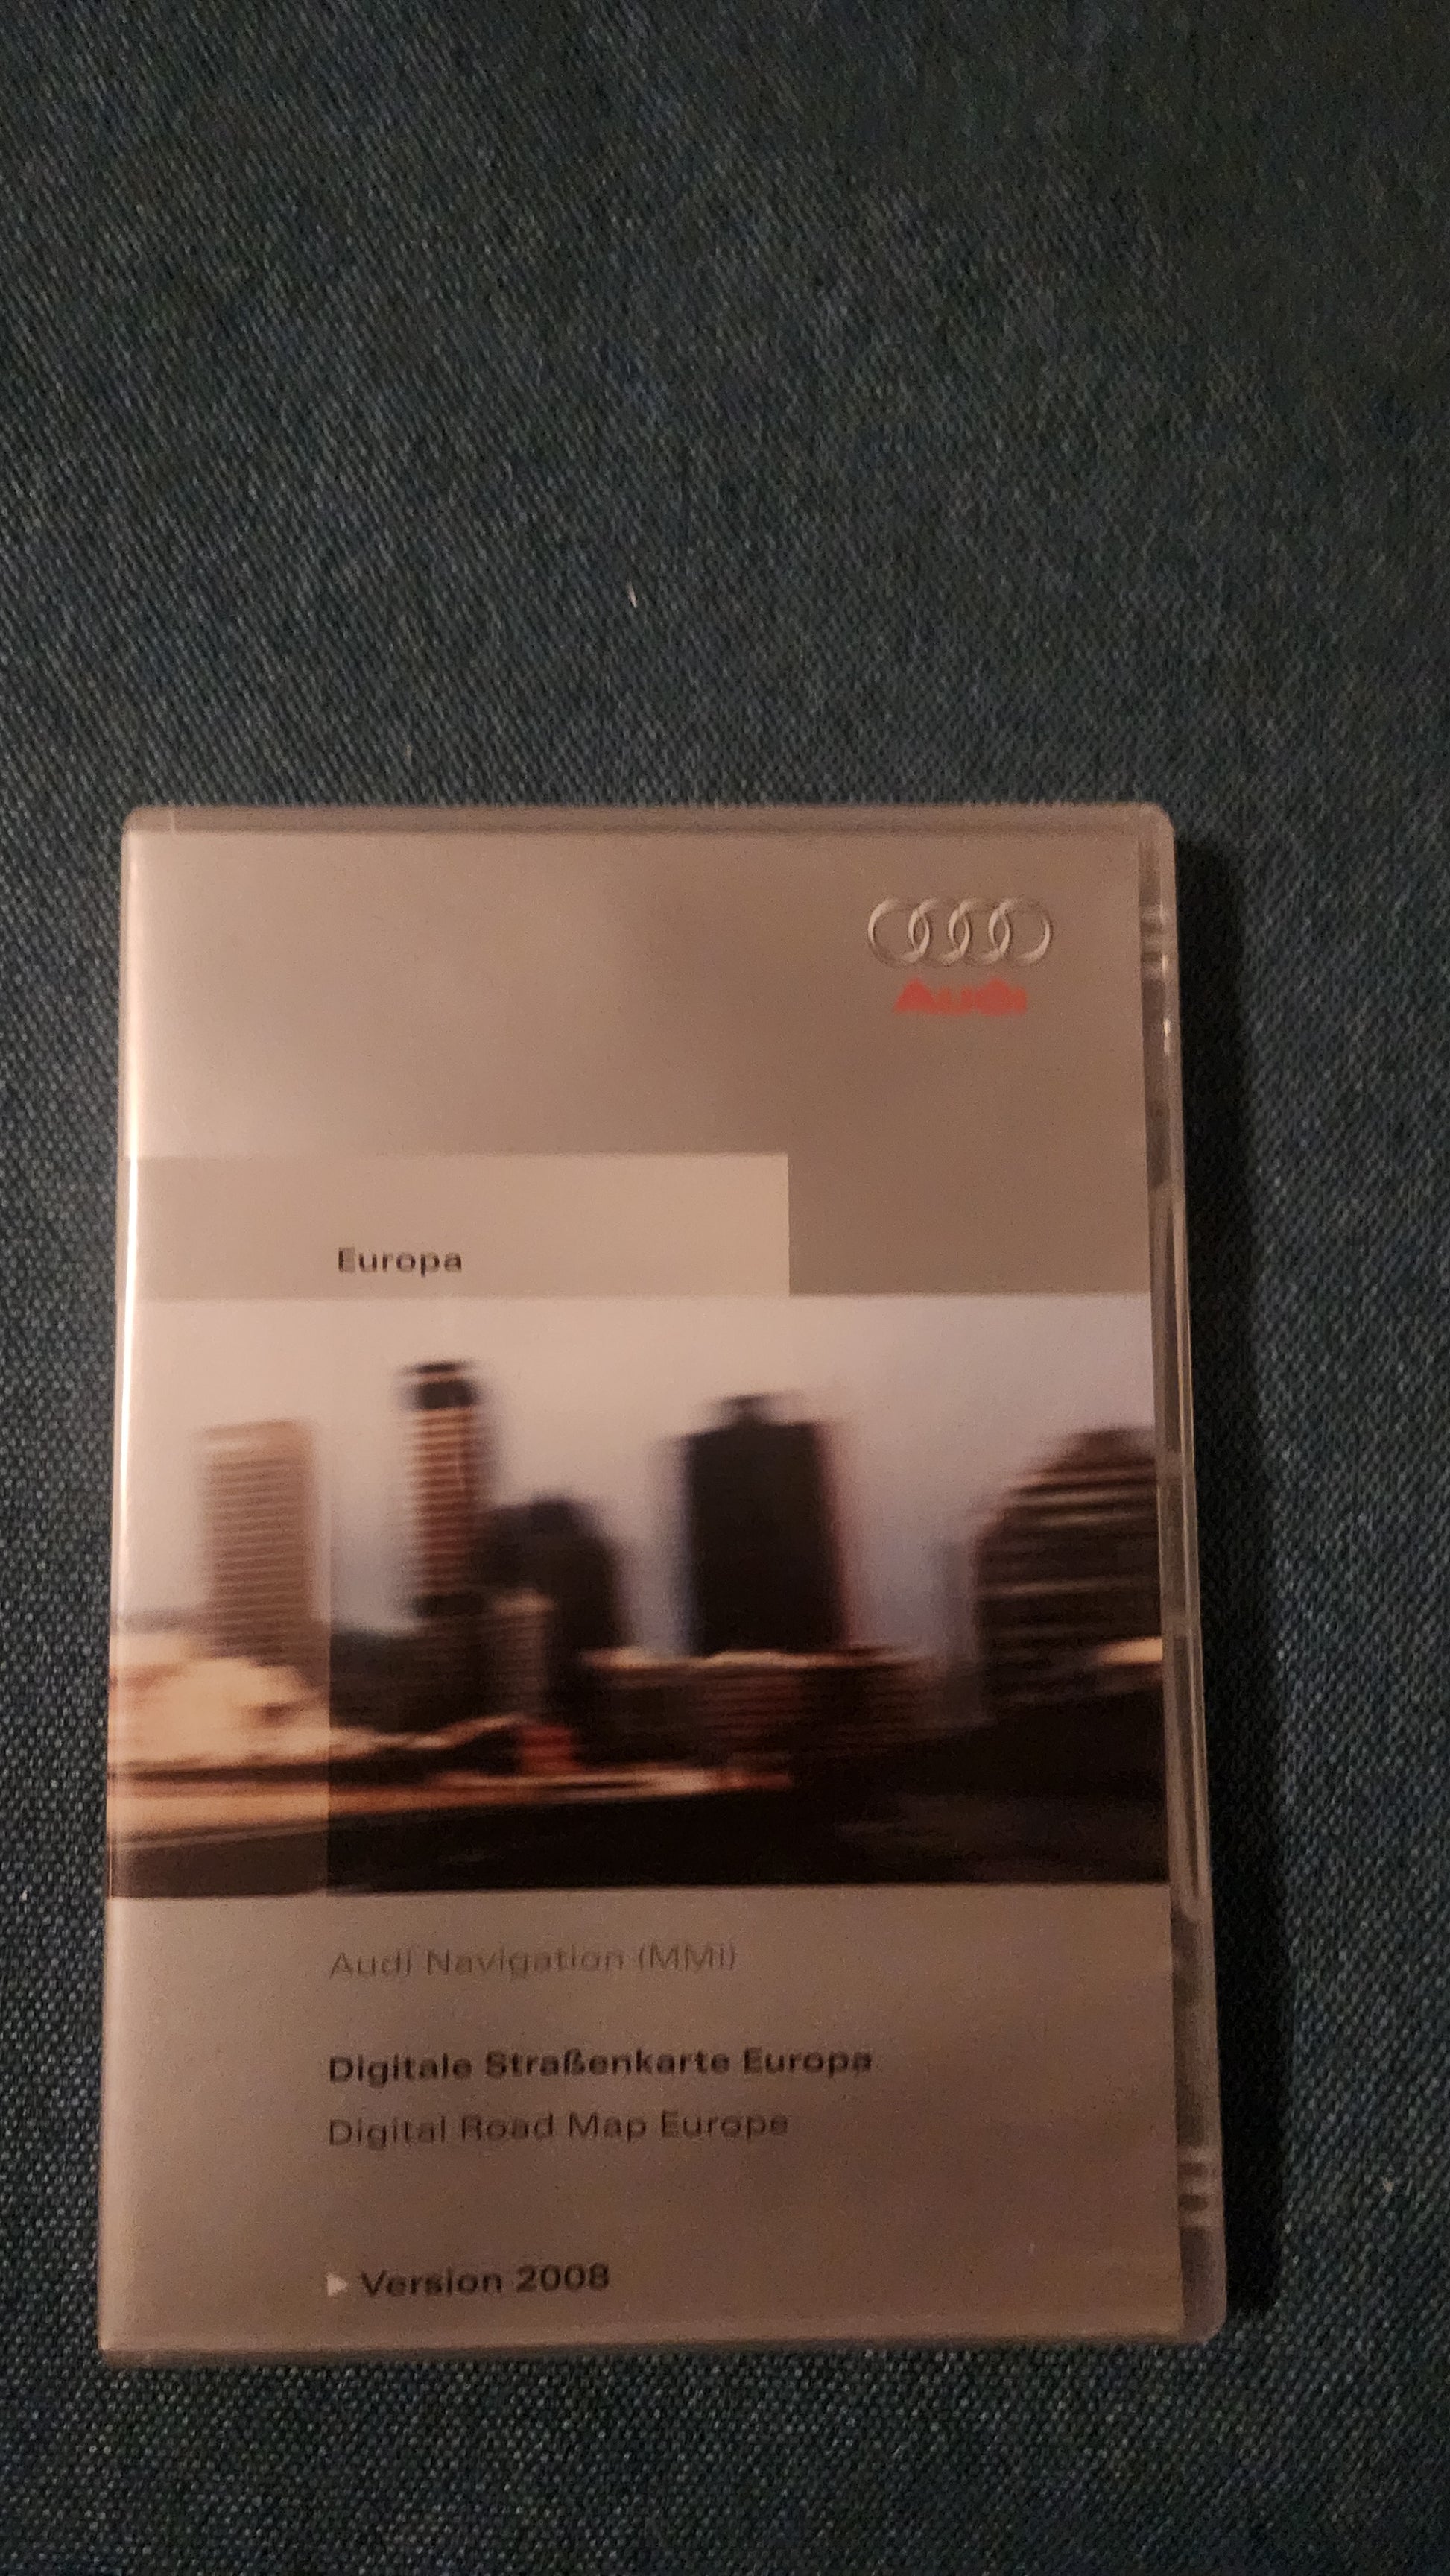 Audi
Europa
Audi Navigation (MMi)
Digitale Straßenkarte Europa
Digital Road Map Europe
Version 2008